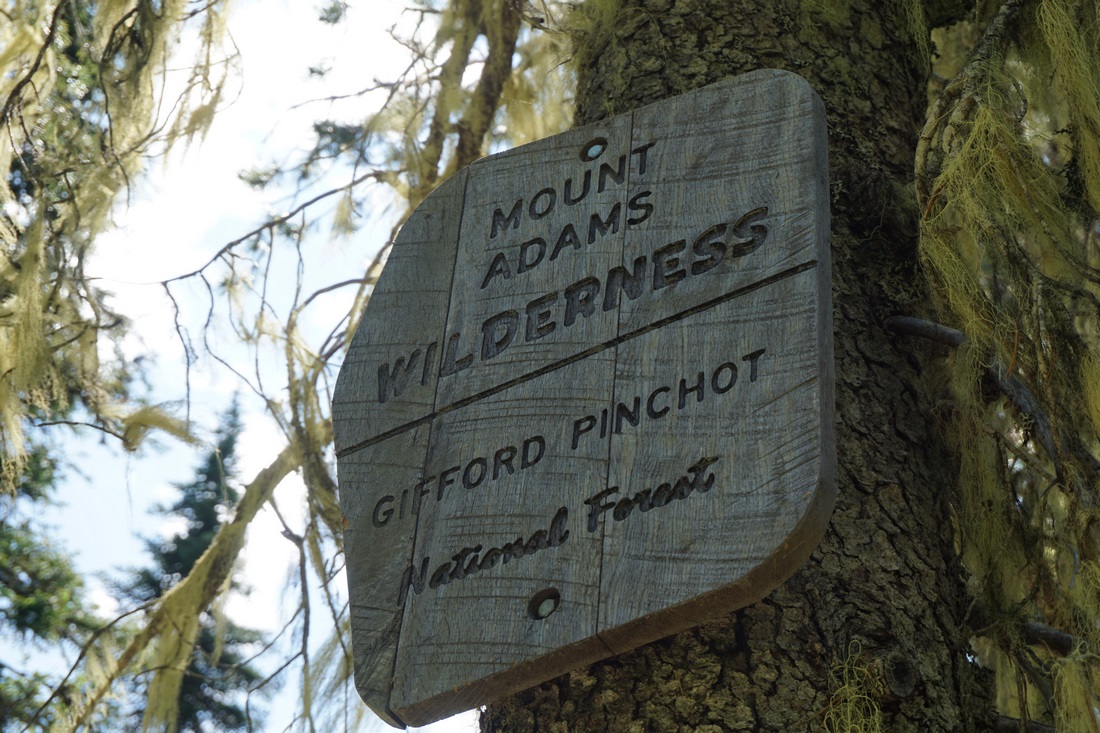 MOUNT
ADAMS
WILDERNESS
GIFFORD PINCHOT
National Forest